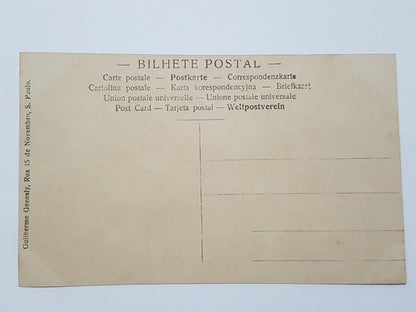 — BILHETE POSTAL —
Carte postale — Postkarte — Correspondenzkarte
Cartolina postale — Karta korespondencyjna — Briefkaart
Union postale universelle — Unione postale universale
Post Card — Tarjeta postal — Weltpostverein
Guilherme Gaensly, Rua 15 de Novembro, S. Paulo.